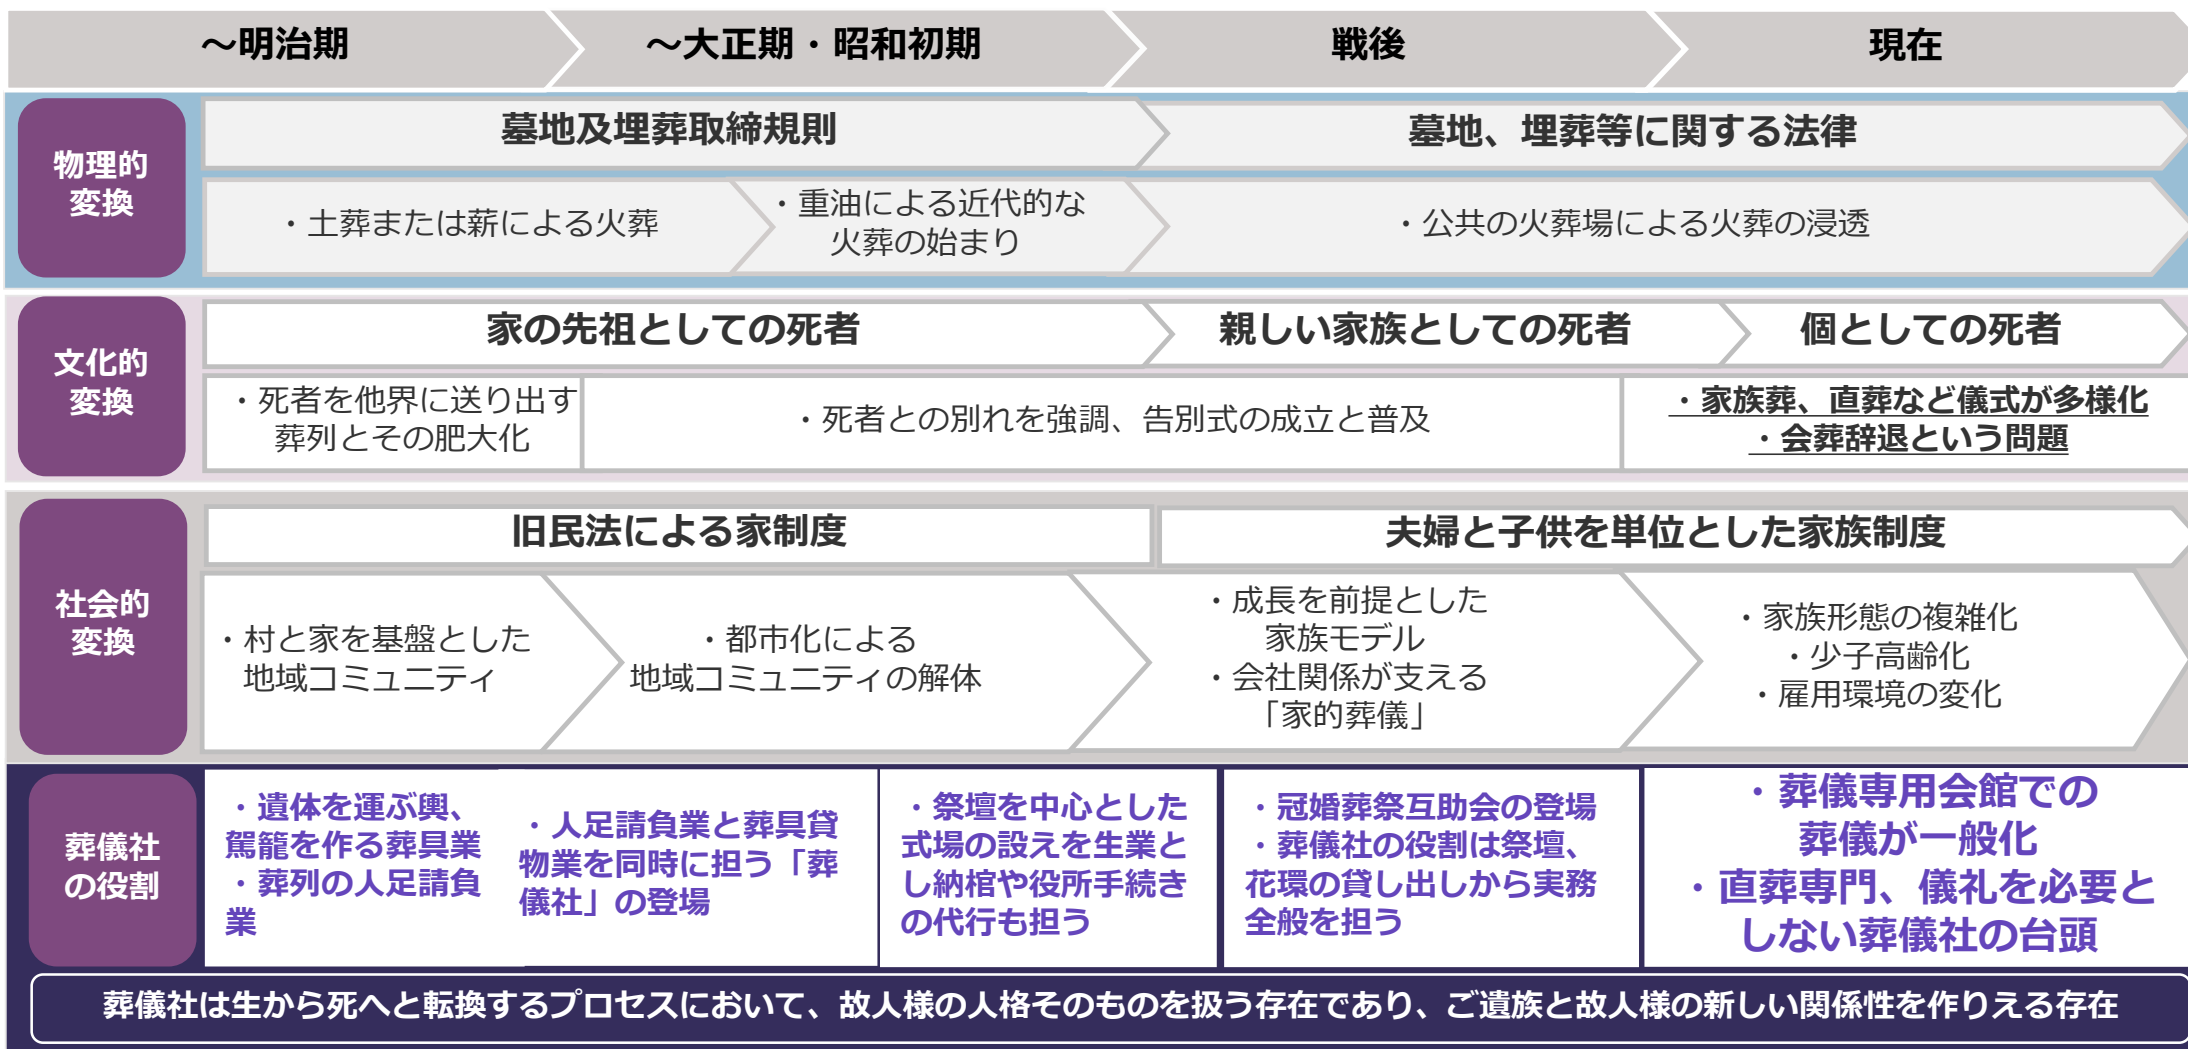 ～明治期
～大正期・昭和初期
戦後
現在
物理的
変換
墓地及埋葬取締規則
墓地、埋葬等に関する法律
・土葬または薪による火葬
・重油による近代的な
火葬の始まり
・公共の火葬場による火葬の浸透
文化的
変換
家の先祖としての死者
親しい家族としての死者
個としての死者
・死者を他界に送り出す
葬列とその肥大化
・死者との別れを強調、告別式の成立と普及
・家族葬、直葬など儀式が多様化
・会葬辞退という問題
社会的
変換
旧民法による家制度
夫婦と子供を単位とした家族制度
・村と家を基盤とした
地域コミュニティ
・都市化による
地域コミュニティの解体
・成長を前提とした
家族モデル
・会社関係が支える
「家的葬儀」
・家族形態の複雑化
・少子高齢化
・雇用環境の変化
葬儀社
の役割
・遺体を運ぶ輿、
駕籠を作る葬具業
・葬列の人足請負
業
・人足請負業と葬具貸
物業を同時に担う「葬
儀社」の登場
・祭壇を中心とした
式場の設えを生業と
し納棺や役所手続き
の代行も担う
・冠婚葬祭互助会の登場
・葬儀社の役割は祭壇、
花環の貸し出しから実務
全般を担う
・葬儀専用会館での
葬儀が一般化
・直葬専門、儀礼を必要と
しない葬儀社の台頭
葬儀社は生から死へと転換するプロセスにおいて、故人様の人格そのものを扱う存在であり、ご遺族と故人様の新しい関係性を作りえる存在